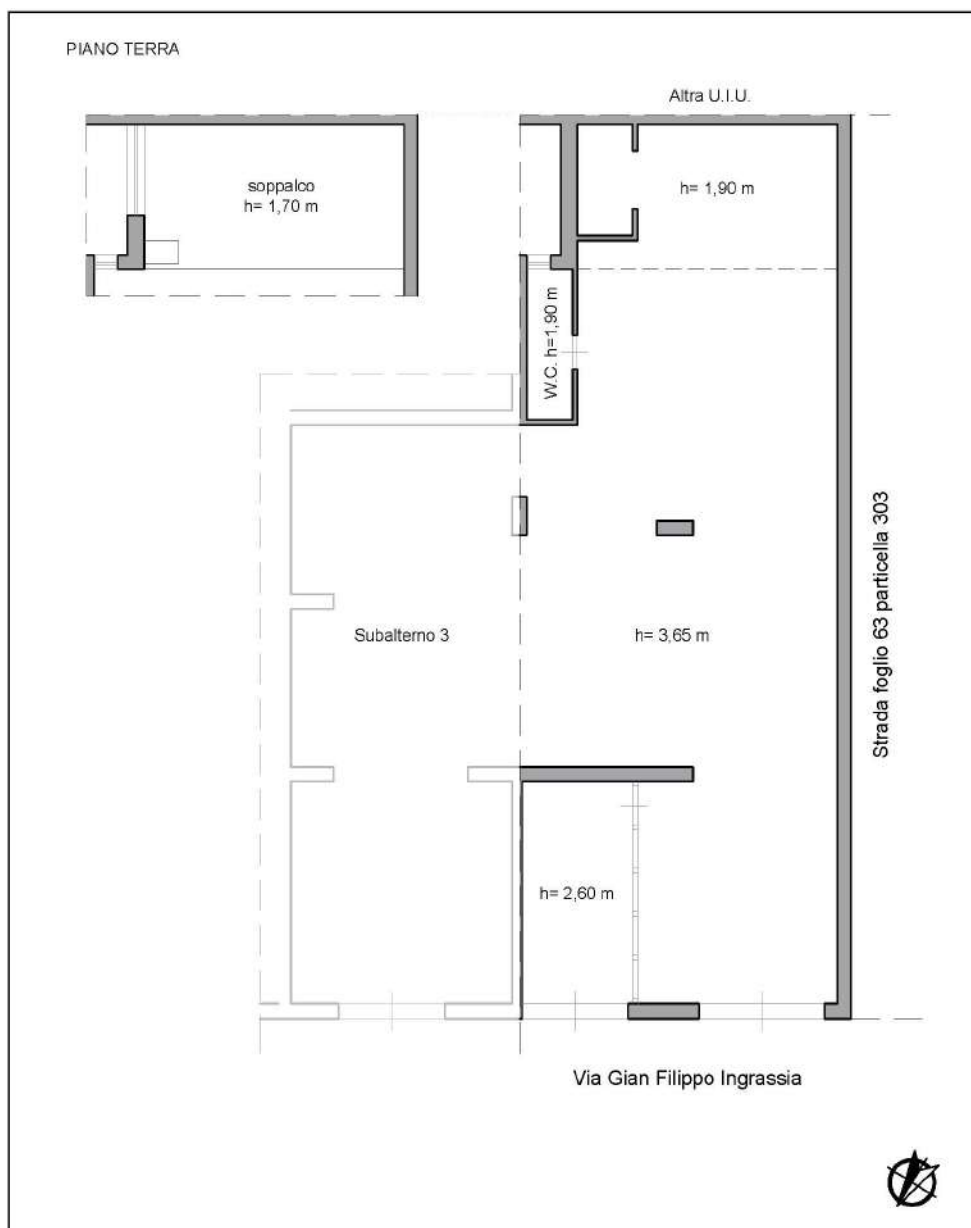 PIANO TERRA
Altra U.I.U.
soppalco
h= 1,70 m
h= 1,90 m
W.C. h=1,90 m
Strada foglio 63 particella 303
Subalterno 3
h= 3,65 m
h= 2,60 m
Via Gian Filippo Ingrassia